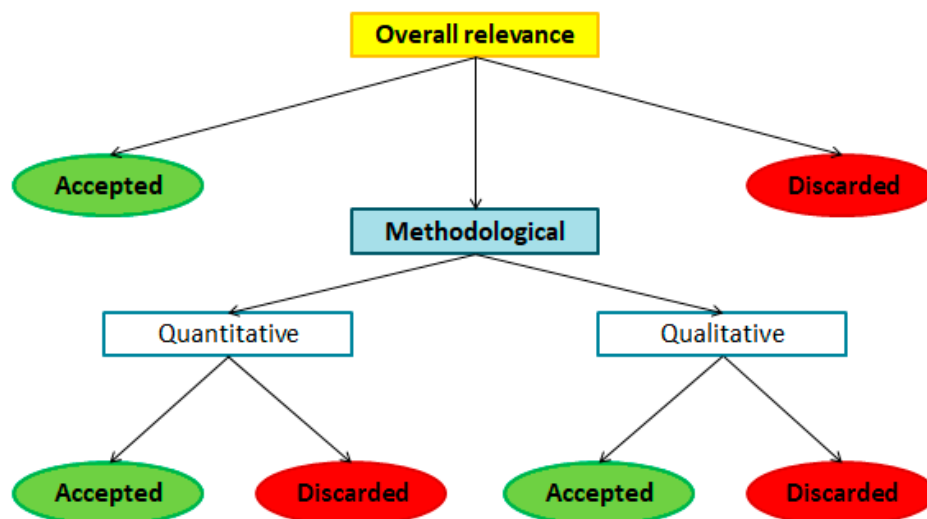 Overall relevance
Accepted
Discarded
Methodological
Quantitative
Qualitative
Accepted
Discarded
Accepted
Discarded